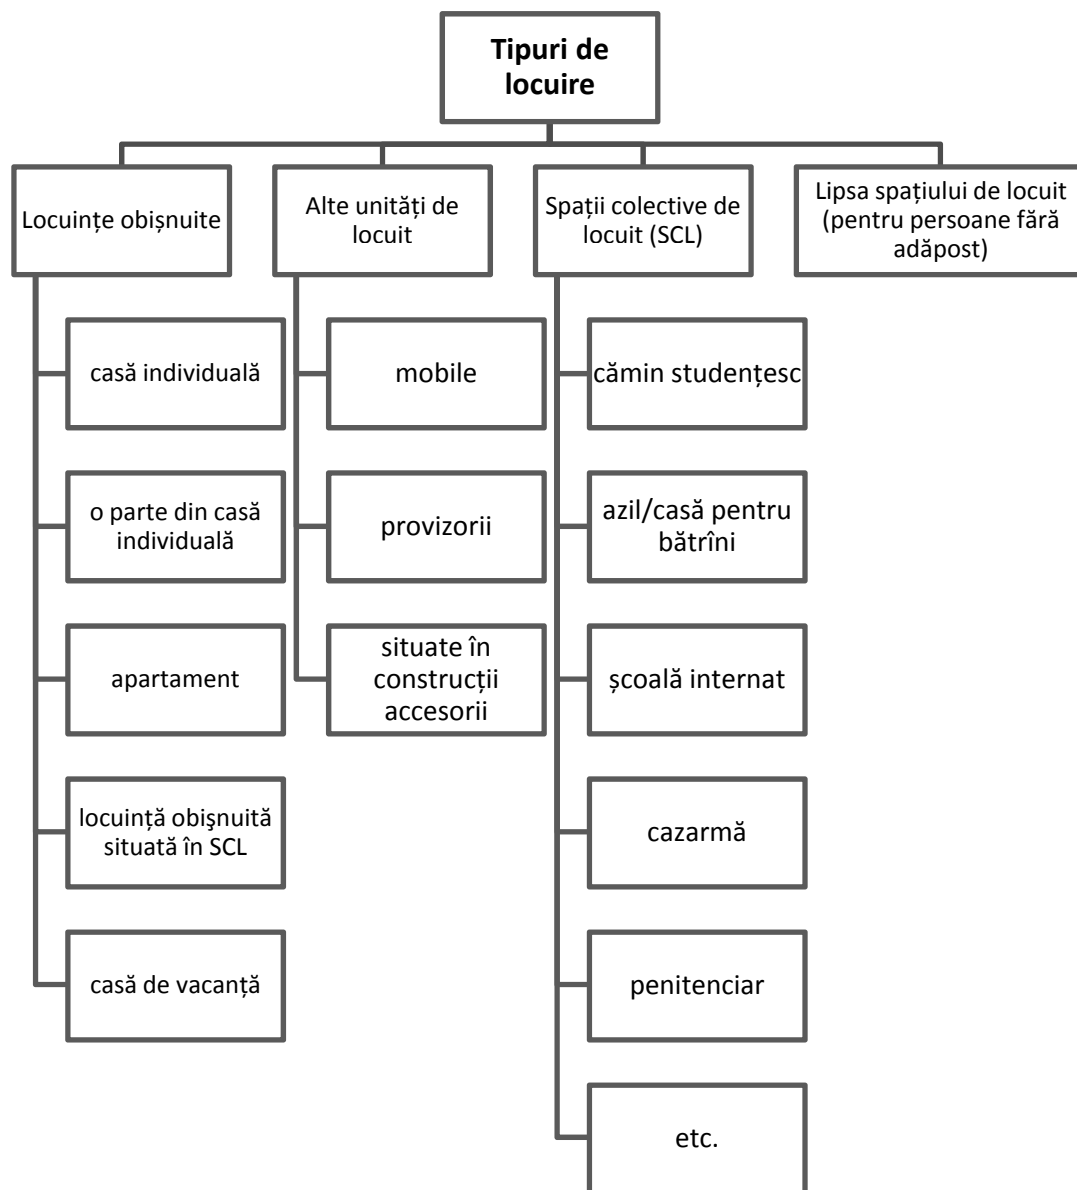 Tipuri de
locuire
Locuințe obișnuite
casă individuală
o parte din casă
individuală
apartament
locuință obişnuită
situată în SCL
casă de vacanță
Alte unități de
locuit
mobile
provizorii
situate în
construcții
accesorii
Spații colective de
locuit (SCL)
cămin studențesc
azil/casă pentru
bătrîni
școală internat
cazarmă
penitenciar
etc.
Lipsa spațiului de locuit
(pentru persoane fără
adăpost)